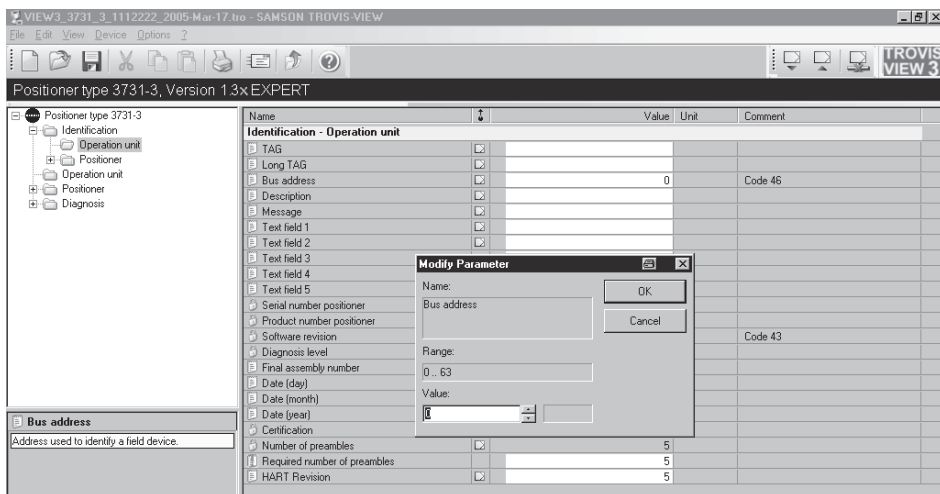 VIEW3_3731_3_1112222_2005-Mar-17.tro - SAMSON TROVIS-VIEW
File Edit View Device Options ?
TROVIS
VIEW 3
Positioner type 3731-3, Version 1.3x EXPERT
Positioner type 3731-3
Identification
Operation unit
Positioner
Operation unit
Positioner
Diagnosis
Name Value Unit Comment
Identification - Operation unit
TAG
Long TAG
Bus address 0 Code 46
Description
Message
Text field 1
Text field 2
Text field 3
Text field 4
Text field 5
Serial number positioner
Product number positioner
Software revision Code 43
Diagnosis level
Final assembly number
Date (day)
Date (month)
Date (year)
Certification
Number of preambles 5
Required number of preambles 5
HART Revision 5
Modify Parameter
Name:
Bus address
OK
Cancel
Range:
0 .. 63
Value:
0
Bus address
Address used to identify a field device.